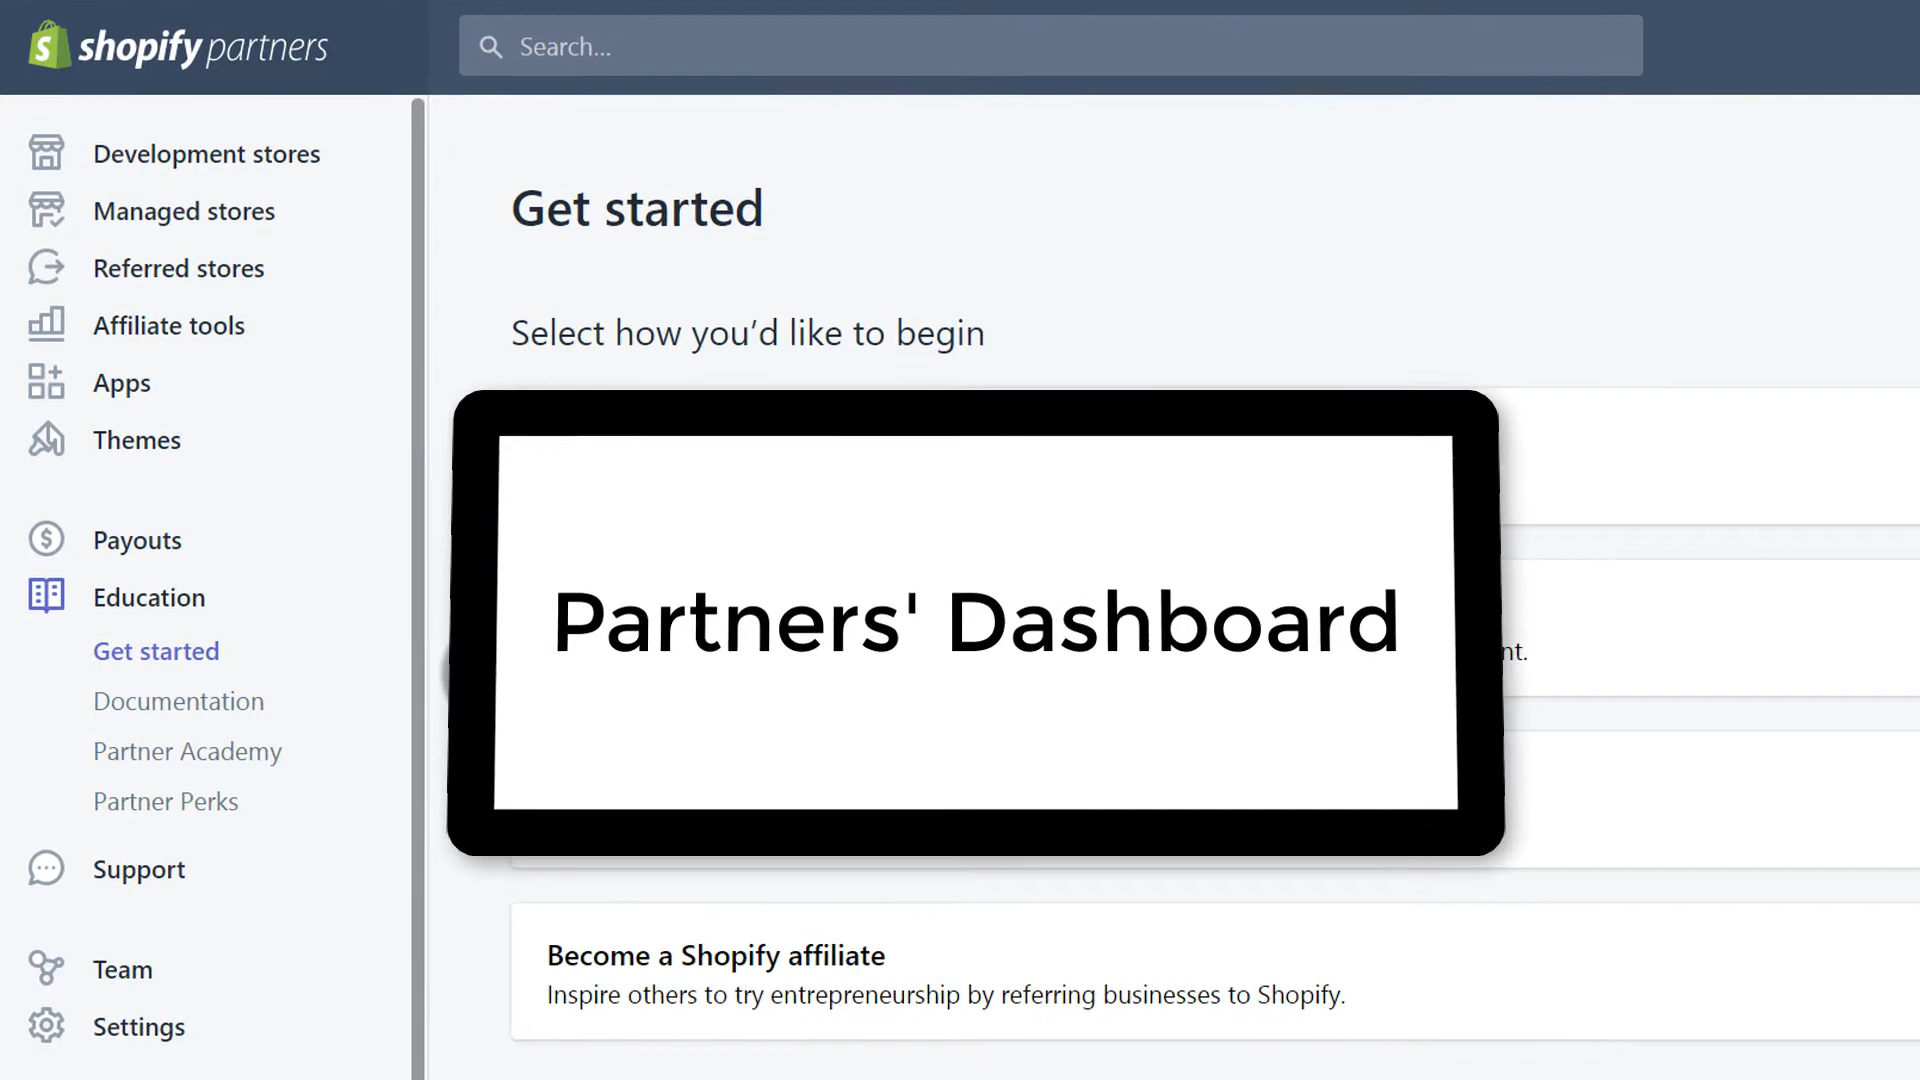 shopify partners
Search...
Development stores
Managed stores
Referred stores
Affiliate tools
Apps
Themes
Payouts
Education
Get started
Documentation
Partner Academy
Partner Perks
Support
Team
Settings
Get started
Select how you’d like to begin
Partners' Dashboard
Become a Shopify affiliate
Inspire others to try entrepreneurship by referring businesses to Shopify.